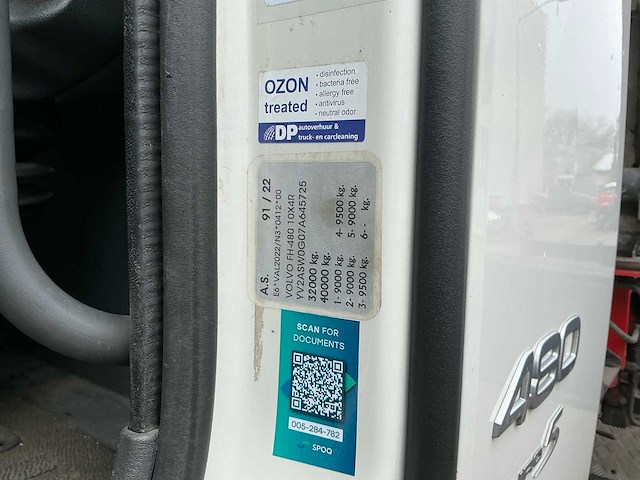 OZON
treated
• disinfection
• bacteria free
• allergy free
• antivirus
• neutral odor
DP autoverhuur &
truck- en carcleaning
A.S. 91 / 22
E6*VAL2022/N3*0412*00
VOLVO FH-480 10X4R
YV2ASW0G07A645725
32000 kg.
40000 kg.
1- 9000 kg. 4- 9500 kg.
2- 9000 kg. 5- 9000 kg.
3- 9500 kg. 6- -- kg.
SCAN FOR
DOCUMENTS
005-284-782
SPOQ
480